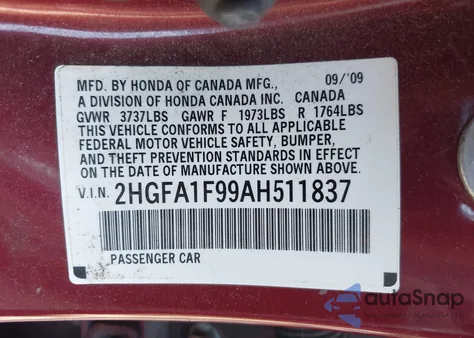 MFD. BY HONDA OF CANADA MFG., 09/'09
A DIVISION OF HONDA CANADA INC. CANADA
GVWR 3737LBS GAWR F 1973LBS R 1764LBS
THIS VEHICLE CONFORMS TO ALL APPLICABLE
FEDERAL MOTOR VEHICLE SAFETY, BUMPER,
AND THEFT PREVENTION STANDARDS IN EFFECT
ON THE DATE OF MANUFACTURE SHOWN ABOVE.
V.I.N. 2HGFA1F99AH511837
PASSENGER CAR
autoSnap